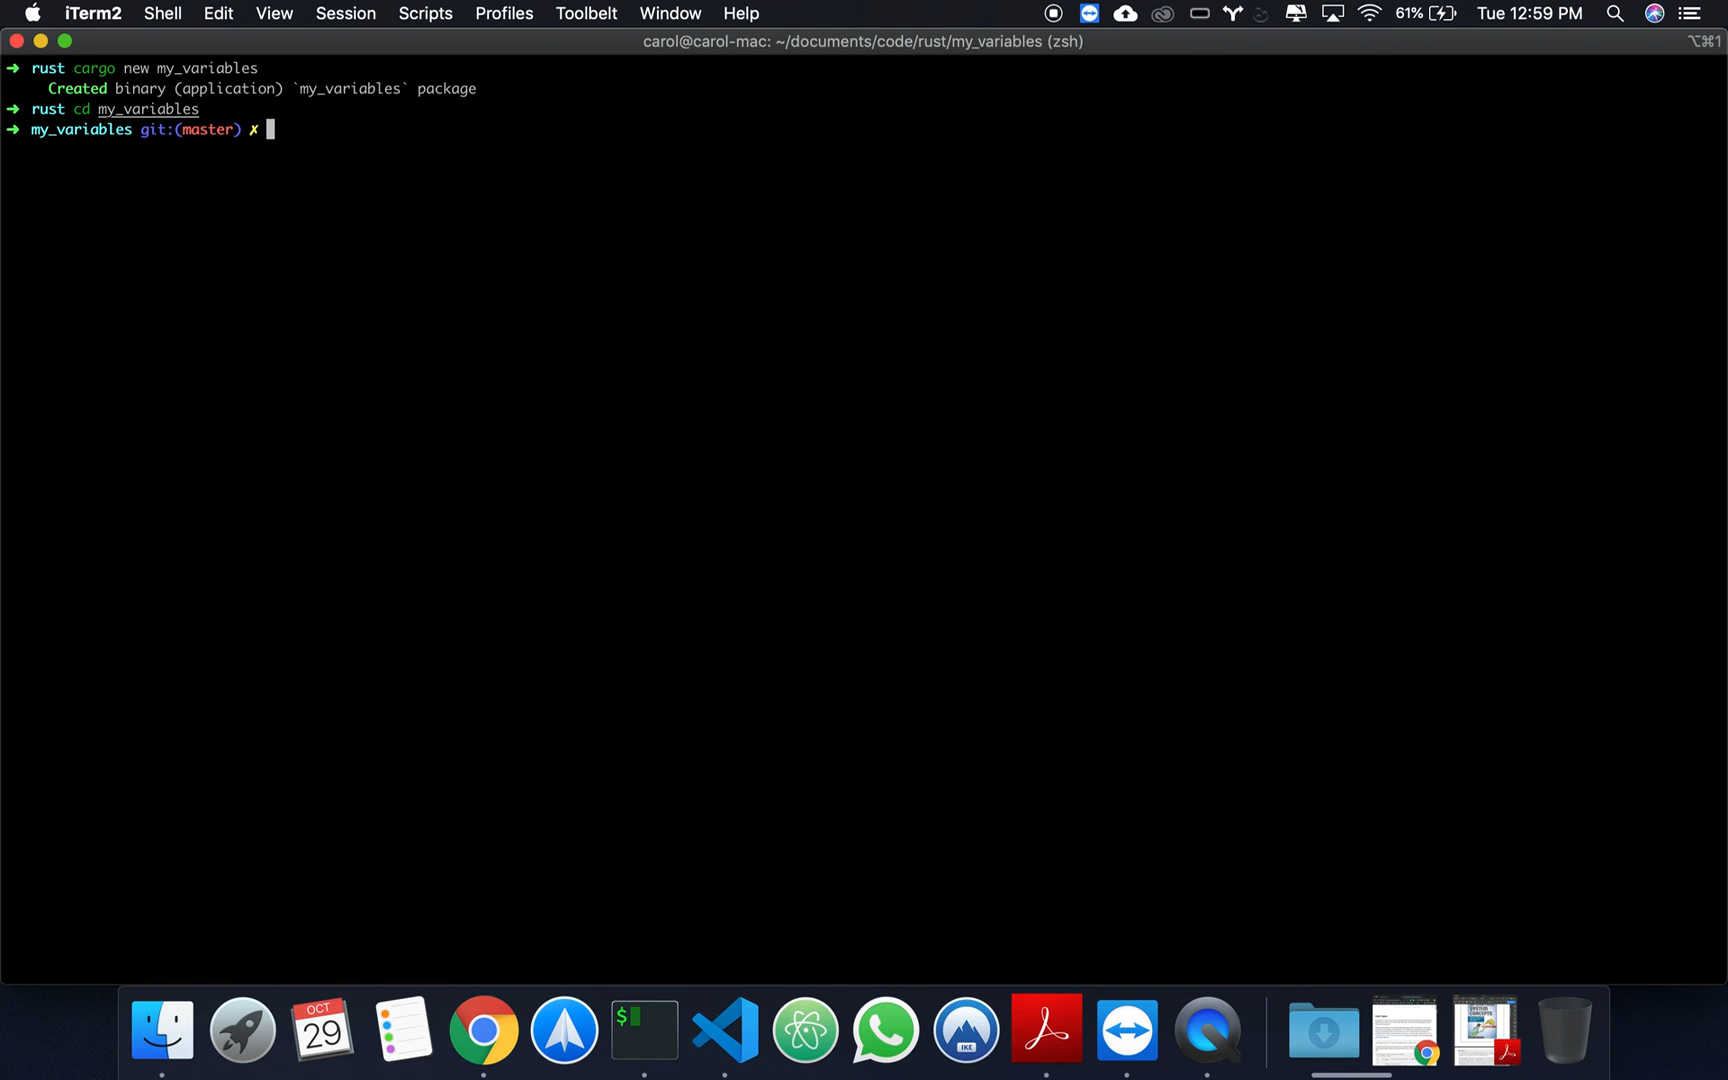 iTerm2 Shell Edit View Session Scripts Profiles Toolbelt Window Help 61% Tue 12:59 PM
carol@carol-mac: ~/documents/code/rust/my_variables (zsh) ⌥⌘1
➜ rust cargo new my_variables
Created binary (application) `my_variables` package
➜ rust cd my_variables
➜ my_variables git:(master) ✗
OCT
29
$
IKE